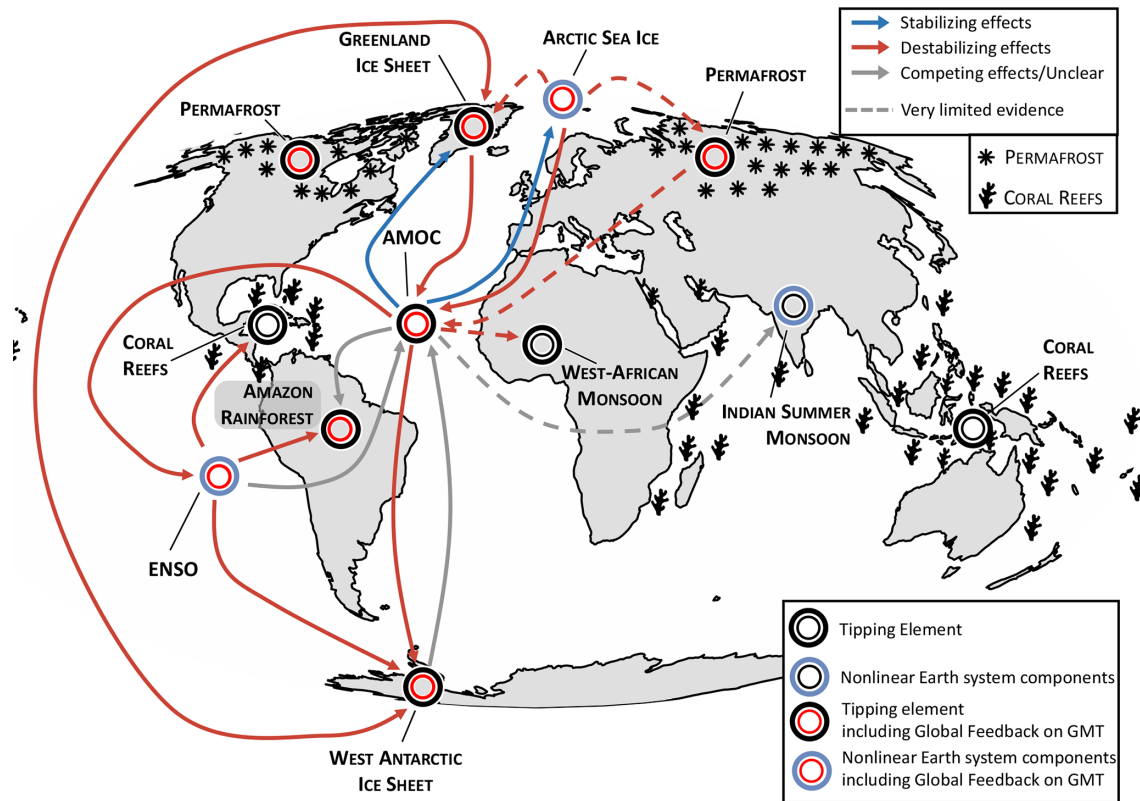 GREENLAND
ICE SHEET
ARCTIC SEA ICE
PERMAFROST
PERMAFROST
Stabilizing effects
Destabilizing effects
Competing effects/Unclear
Very limited evidence
PERMAFROST
CORAL REEFS
AMOC
CORAL
REEFS
AMAZON
RAINFOREST
WEST-AFRICAN
MONSOON
INDIAN SUMMER
MONSOON
CORAL
REEFS
ENSO
WEST ANTARCTIC
ICE SHEET
Tipping Element
Nonlinear Earth system components
Tipping element
including Global Feedback on GMT
Nonlinear Earth system components
including Global Feedback on GMT